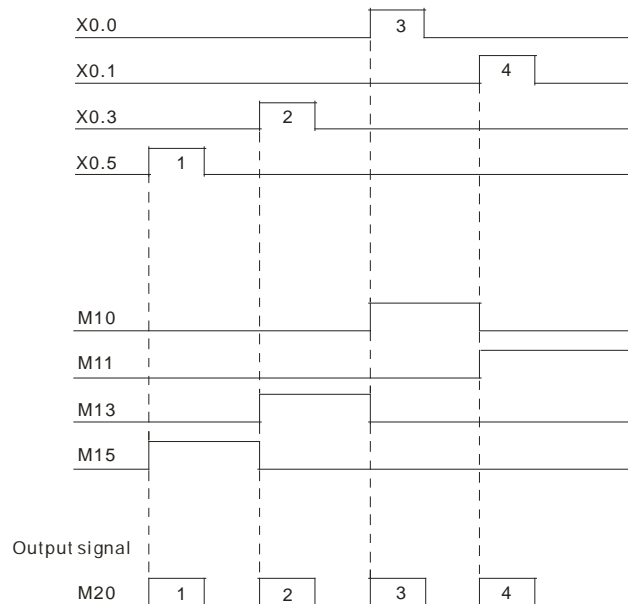 X0.0 3
X0.1 4
X0.3 2
X0.5 1
M10
M11
M13
M15
Output signal
M20 1 2 3 4